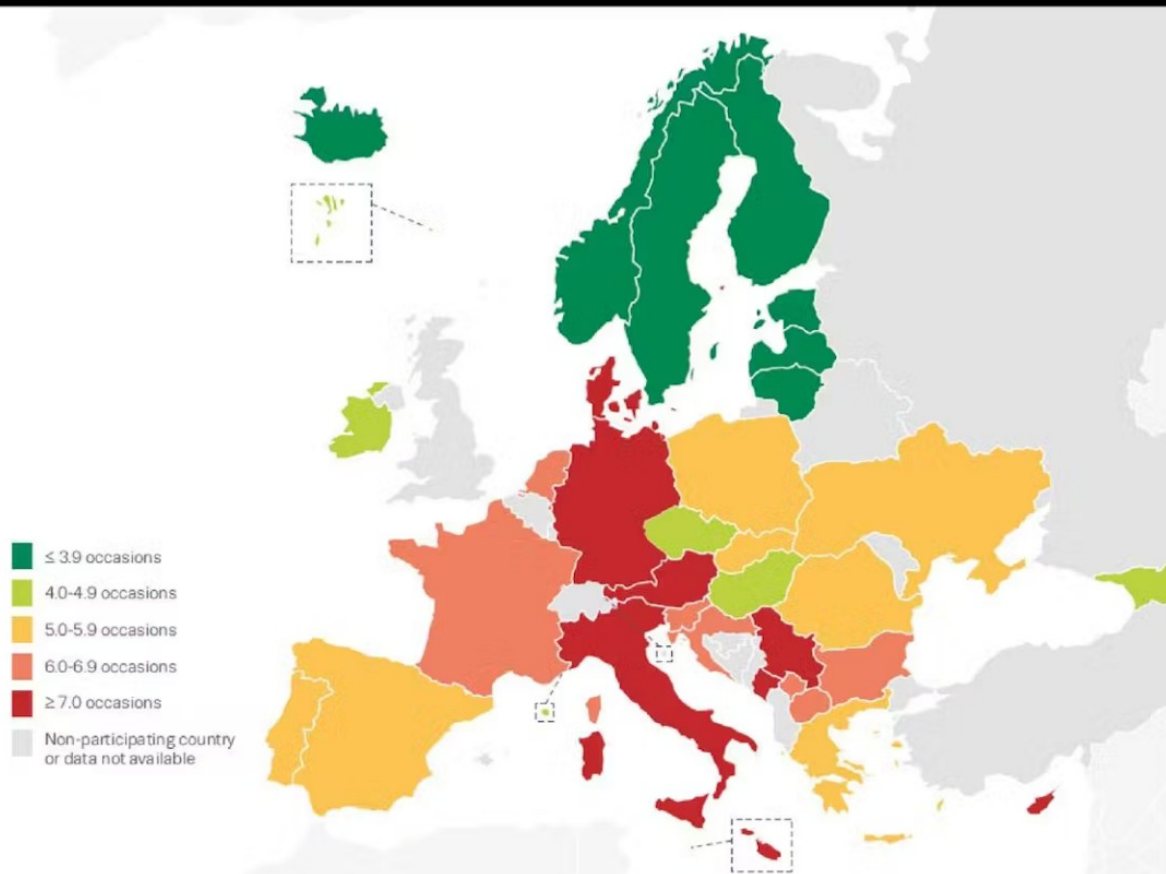 ≤ 3.9 occasions
4.0-4.9 occasions
5.0-5.9 occasions
6.0-6.9 occasions
≥ 7.0 occasions
Non-participating country
or data not available